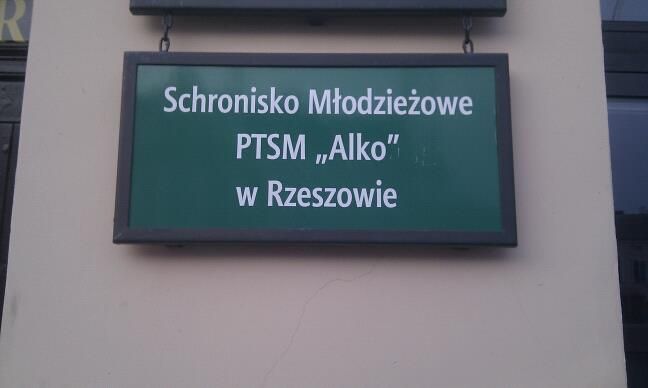 R
Schronisko Młodzieżowe
PTSM „Alko”
w Rzeszowie